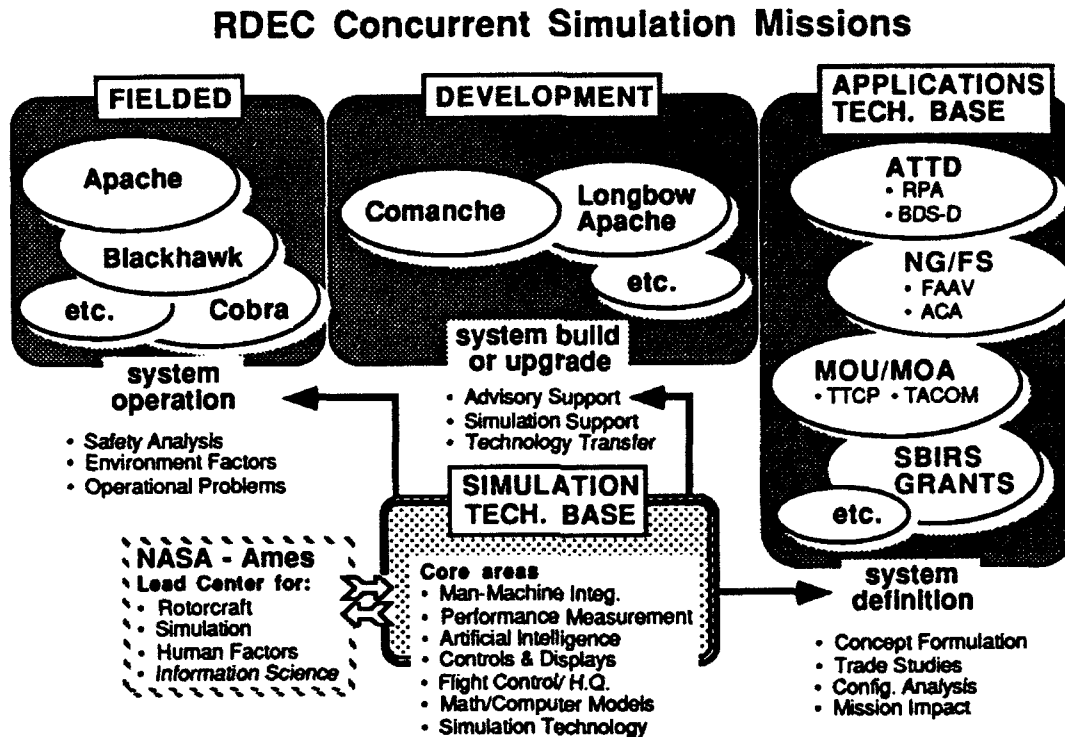 RDEC Concurrent Simulation Missions
FIELDED
Apache
Blackhawk
etc.
Cobra
system
operation
• Safety Analysis
• Environment Factors
• Operational Problems
DEVELOPMENT
Comanche
Longbow
Apache
etc.
system build
or upgrade
• Advisory Support
• Simulation Support
• Technology Transfer
APPLICATIONS
TECH. BASE
ATTD
• RPA
• BDS-D
NG/FS
• FAAV
• ACA
MOU/MOA
• TTCP • TACOM
SBIRS
GRANTS
etc.
system
definition
• Concept Formulation
• Trade Studies
• Config. Analysis
• Mission Impact
SIMULATION
TECH. BASE
Core areas
• Man-Machine Integ.
• Performance Measurement
• Artificial Intelligence
• Controls & Displays
• Flight Control/ H.Q.
• Math/Computer Models
• Simulation Technology
NASA - Ames
Lead Center for:
• Rotorcraft
• Simulation
• Human Factors
• Information Science